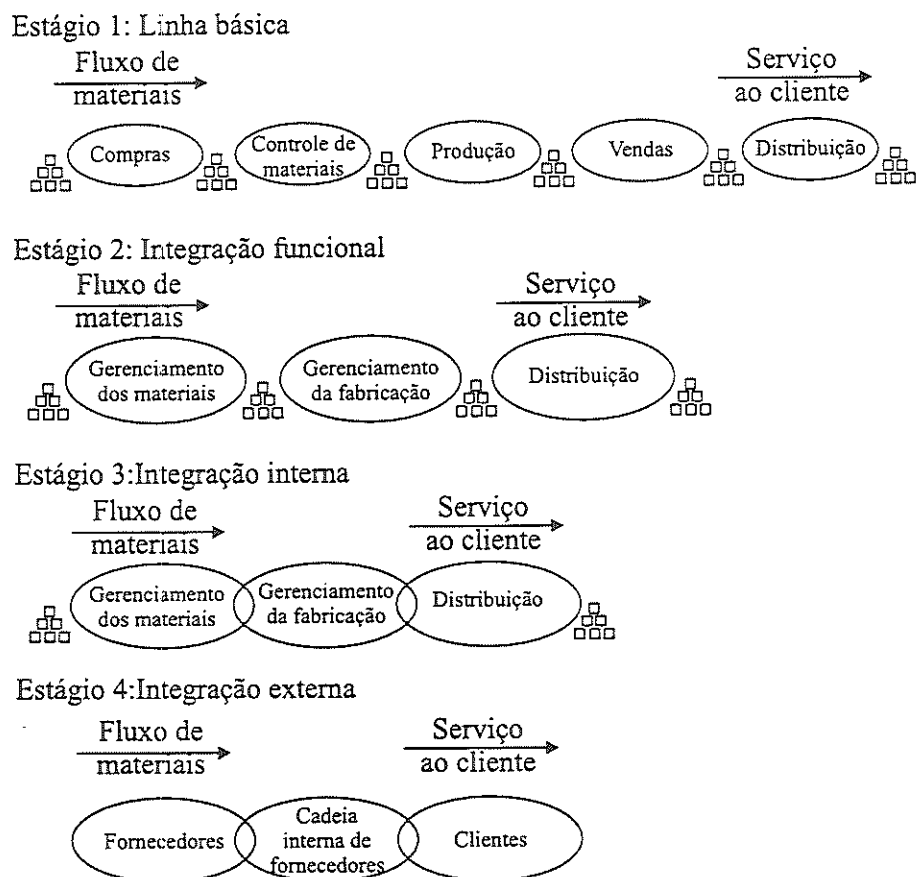 Estágio 1: Linha básica
Fluxo de
materiais
Serviço
ao cliente
Compras
Controle de
materiais
Produção
Vendas
Distribuição
Estágio 2: Integração funcional
Fluxo de
materiais
Serviço
ao cliente
Gerenciamento
dos materiais
Gerenciamento
da fabricação
Distribuição
Estágio 3:Integração interna
Fluxo de
materiais
Serviço
ao cliente
Gerenciamento
dos materiais
Gerenciamento
da fabricação
Distribuição
Estágio 4:Integração externa
Fluxo de
materiais
Serviço
ao cliente
Fornecedores
Cadeia
interna de
fornecedores
Clientes